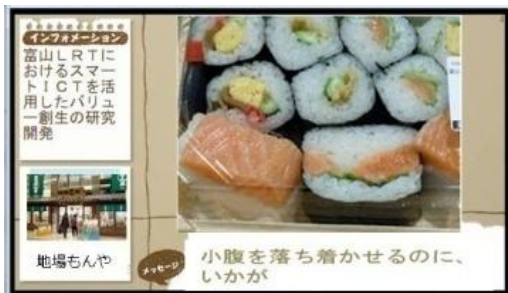 インフォメーション
富山ＬＲＴに
おけるスマー
トＩＣＴを活
用したバリュ
ー創生の研究
開発
地場もんや
メッセージ
小腹を落ち着かせるのに、
いかが